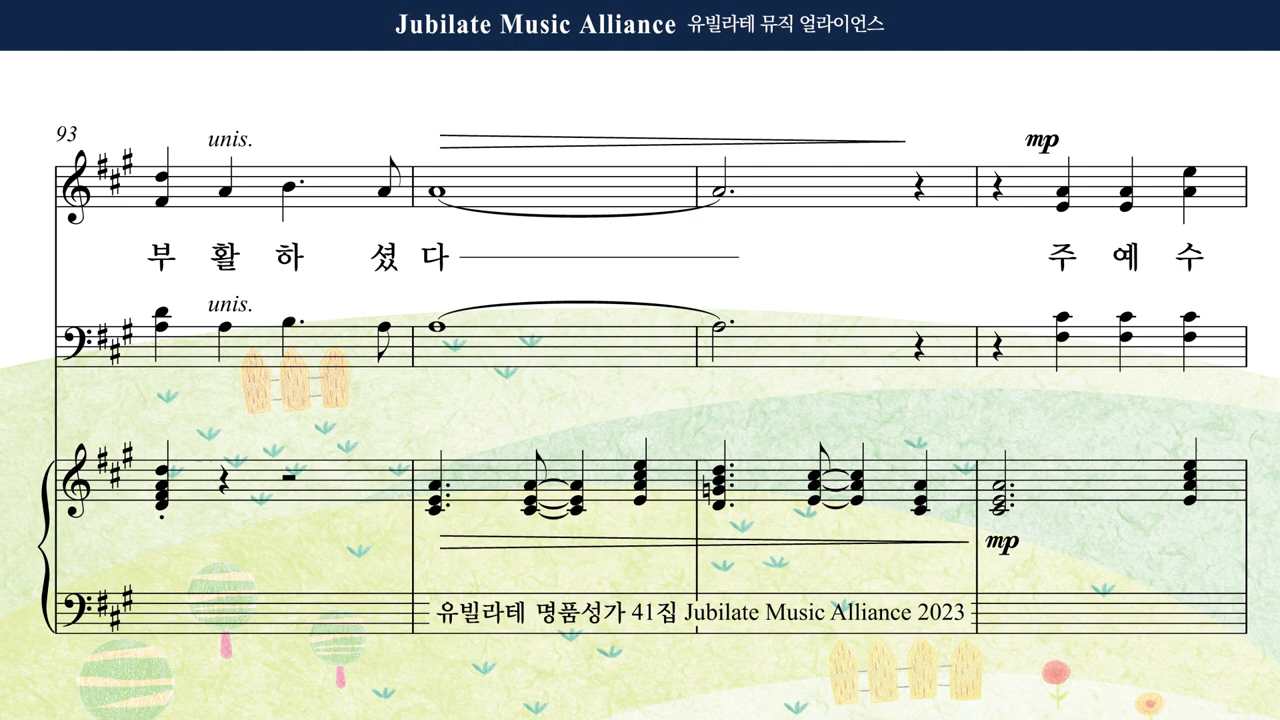 Jubilate Music Alliance 유빌라테 뮤직 얼라이언스
93
unis.
mp
부 활 하 셨 다 주 예 수
unis.
mp
유빌라테 명품성가 41집 Jubilate Music Alliance 2023